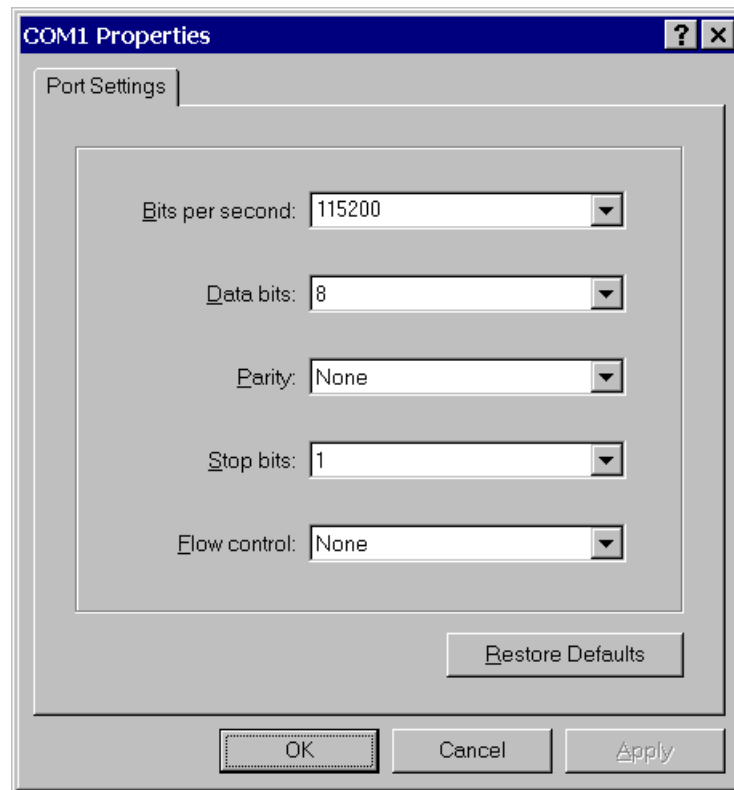 COM1 Properties
Port Settings
Bits per second: 115200
Data bits: 8
Parity: None
Stop bits: 1
Flow control: None
Restore Defaults
OK Cancel Apply